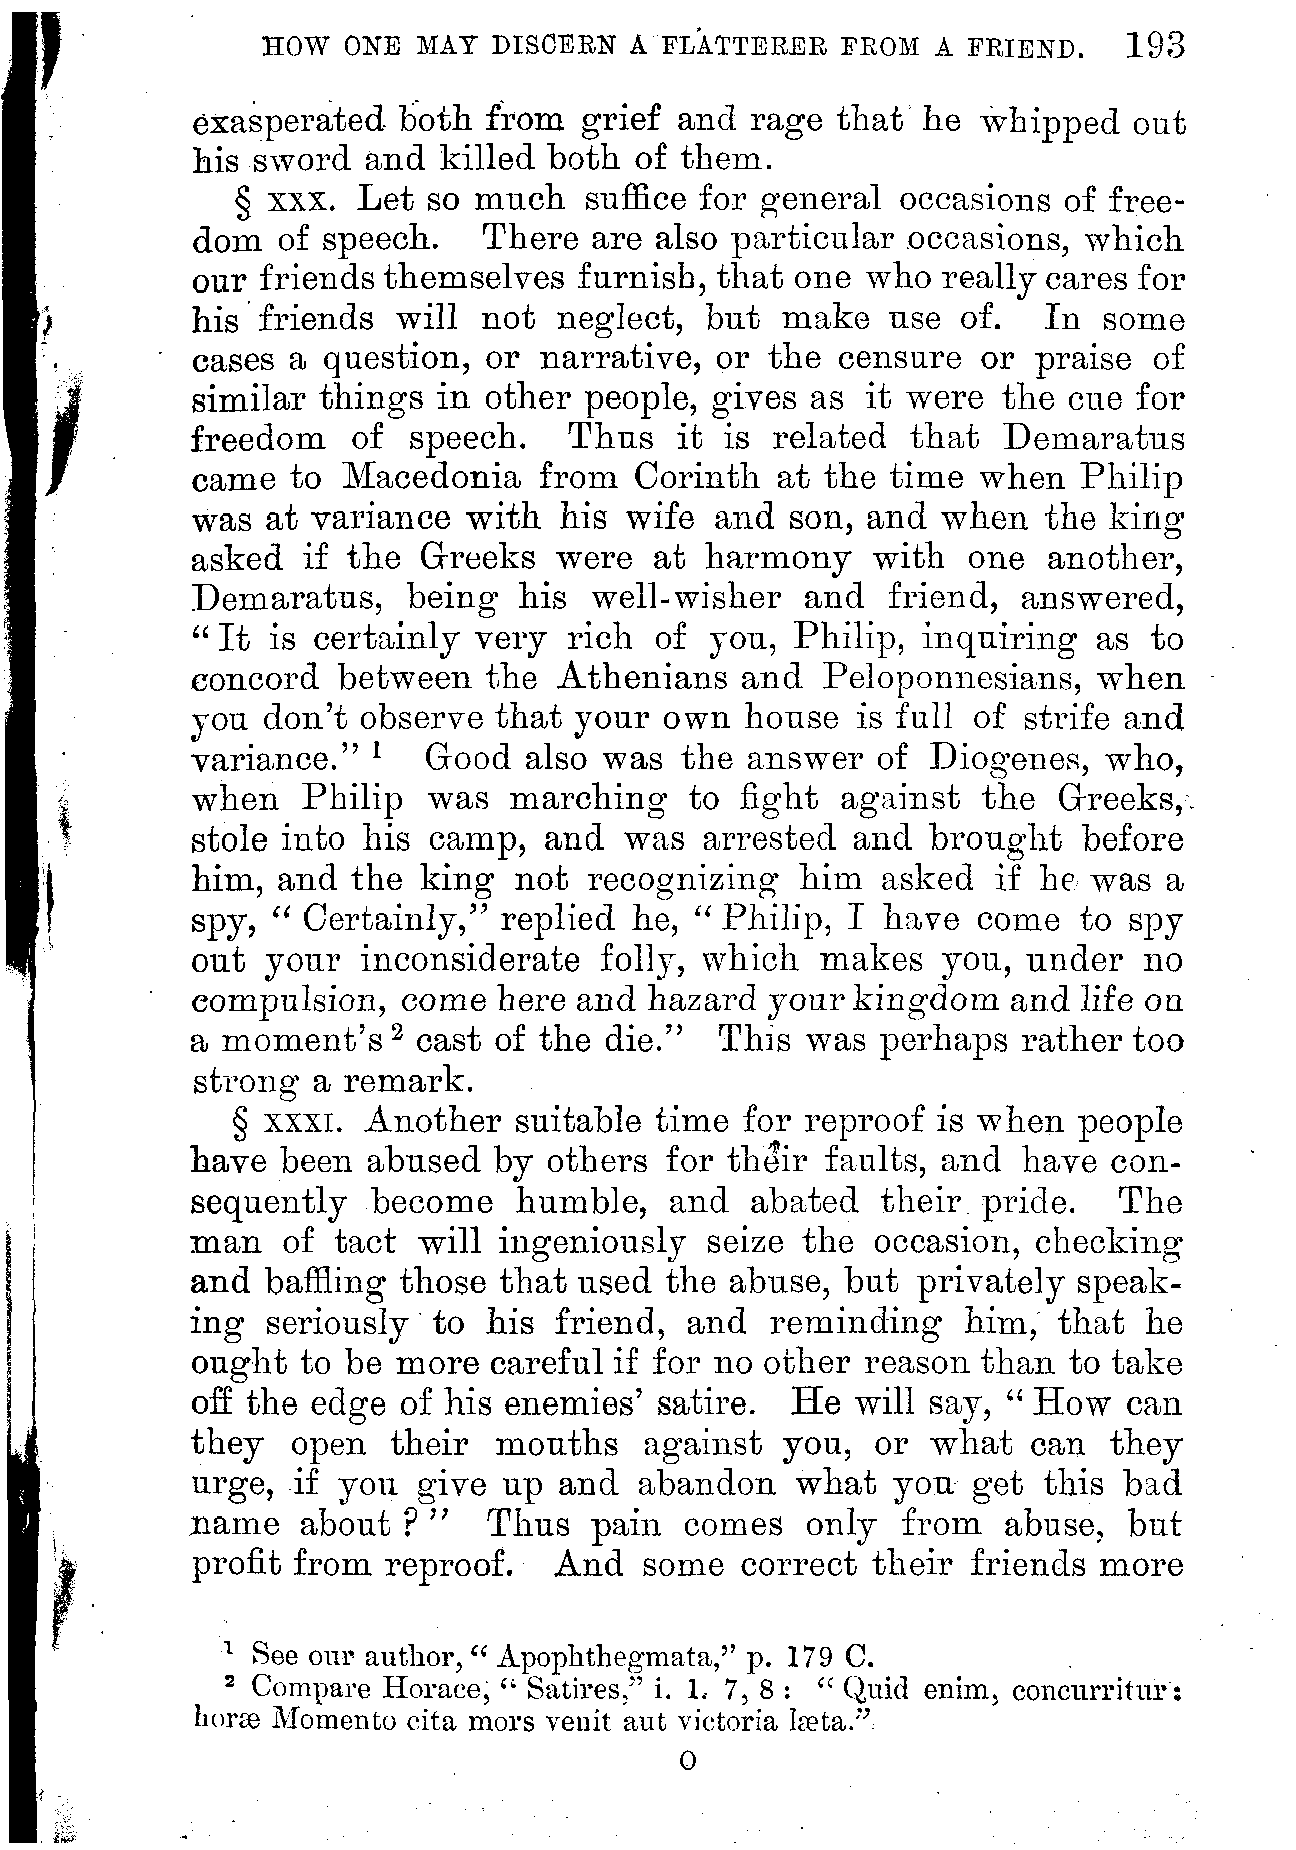 HOW ONE MAY DISCERN A FLATTERER FROM A FRIEND. 193
exasperated both from grief and rage that he whipped out
his sword and killed both of them.
§ XXX. Let so much suffice for general occasions of free-
dom of speech. There are also particular occasions, which
our friends themselves furnish, that one who really cares for
his friends will not neglect, but make use of. In some
cases a question, or narrative, or the censure or praise of
similar things in other people, gives as it were the cue for
freedom of speech. Thus it is related that Demaratus
came to Macedonia from Corinth at the time when Philip
was at variance with his wife and son, and when the king
asked if the Greeks were at harmony with one another,
Demaratus, being his well-wisher and friend, answered,
“It is certainly very rich of you, Philip, inquiring as to
concord between the Athenians and Peloponnesians, when
you don't observe that your own house is full of strife and
variance.” ¹ Good also was the answer of Diogenes, who,
when Philip was marching to fight against the Greeks,
stole into his camp, and was arrested and brought before
him, and the king not recognizing him asked if he was a
spy, “Certainly,” replied he, “Philip, I have come to spy
out your inconsiderate folly, which makes you, under no
compulsion, come here and hazard your kingdom and life on
a moment's ² cast of the die.” This was perhaps rather too
strong a remark.
§ XXXI. Another suitable time for reproof is when people
have been abused by others for their faults, and have con-
sequently become humble, and abated their pride. The
man of tact will ingeniously seize the occasion, checking
and baffling those that used the abuse, but privately speak-
ing seriously to his friend, and reminding him, that he
ought to be more careful if for no other reason than to take
off the edge of his enemies' satire. He will say, “How can
they open their mouths against you, or what can they
urge, if you give up and abandon what you get this bad
name about?” Thus pain comes only from abuse, but
profit from reproof. And some correct their friends more
¹ See our author, “Apophthegmata,” p. 179 C.
² Compare Horace, “Satires,” i. 1. 7, 8: “Quid enim, concurritur:
horæ Momento cita mors venit aut victoria læta.”
O